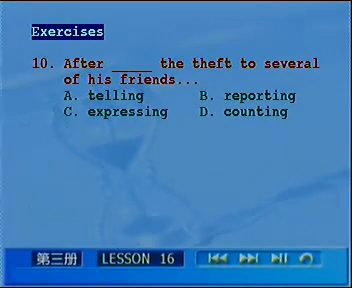 Exercises
10. After _____ the theft to several
of his friends...
A. telling B. reporting
C. expressing D. counting
第三册 LESSON 16